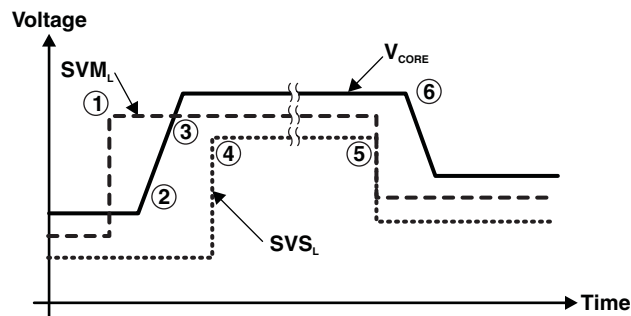 Voltage
V_CORE
SVM_L
①
⑥
③
④
⑤
②
SVS_L
Time